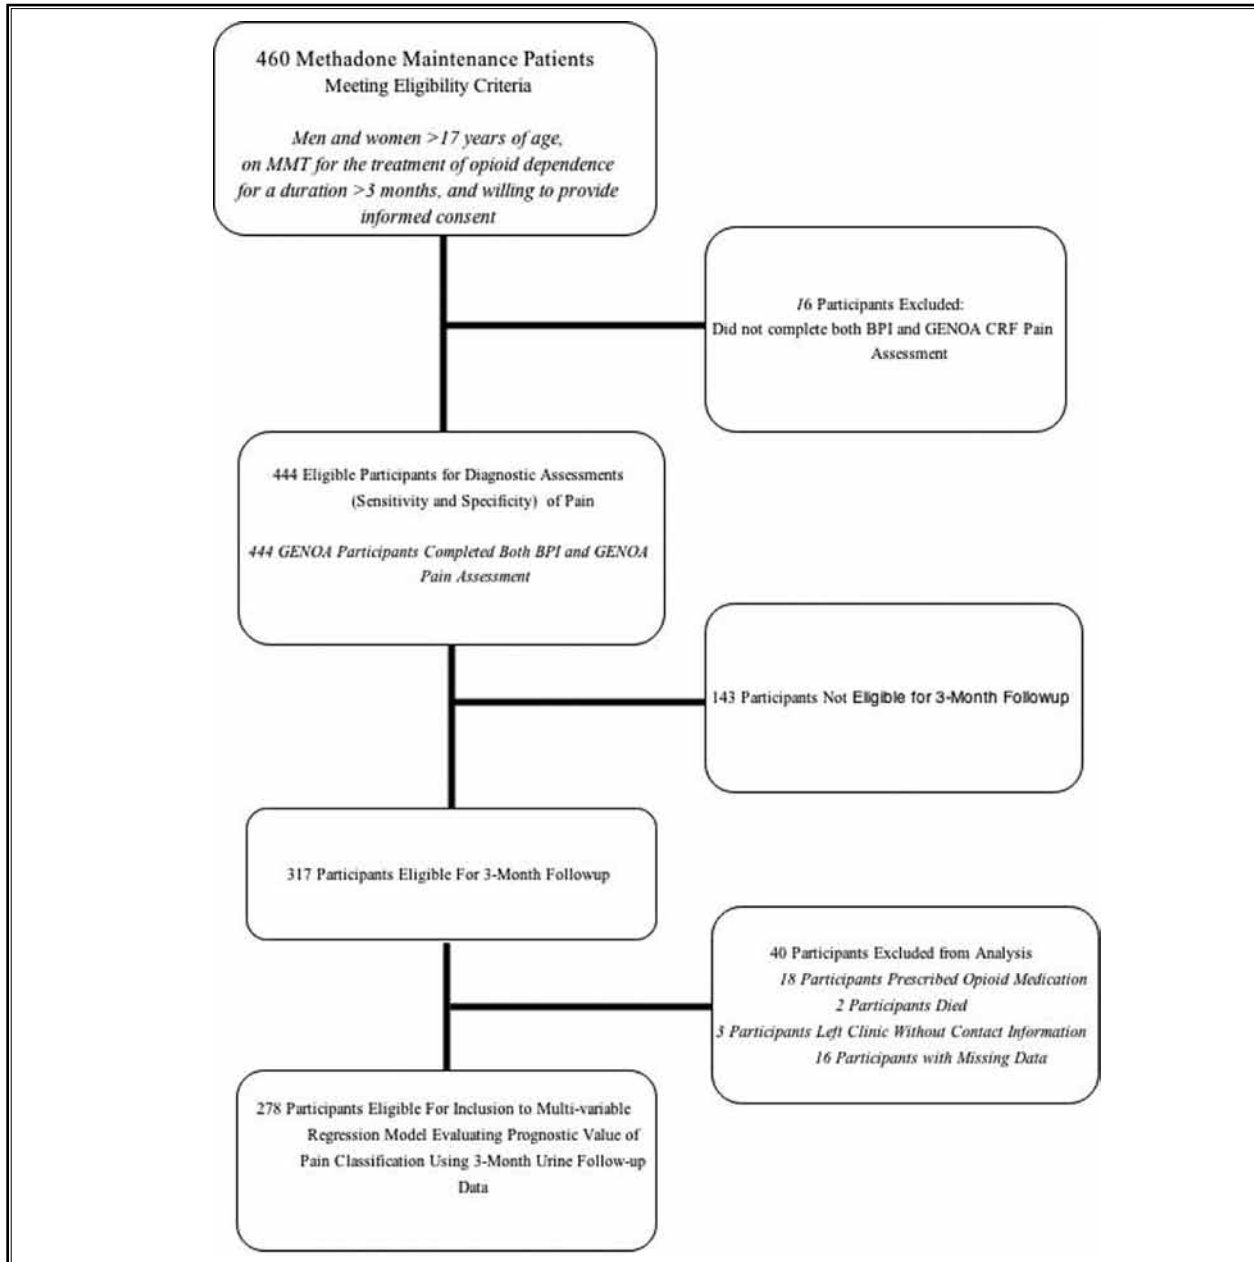 460 Methadone Maintenance Patients
Meeting Eligibility Criteria
Men and women >17 years of age,
on MMT for the treatment of opioid dependence
for a duration >3 months, and willing to provide
informed consent
16 Participants Excluded:
Did not complete both BPI and GENOA CRF Pain
Assessment
444 Eligible Participants for Diagnostic Assessments
(Sensitivity and Specificity) of Pain
444 GENOA Participants Completed Both BPI and GENOA
Pain Assessment
143 Participants Not Eligible for 3-Month Followup
317 Participants Eligible For 3-Month Followup
40 Participants Excluded from Analysis
18 Participants Prescribed Opioid Medication
2 Participants Died
3 Participants Left Clinic Without Contact Information
16 Participants with Missing Data
278 Participants Eligible For Inclusion to Multi-variable
Regression Model Evaluating Prognostic Value of
Pain Classification Using 3-Month Urine Follow-up
Data